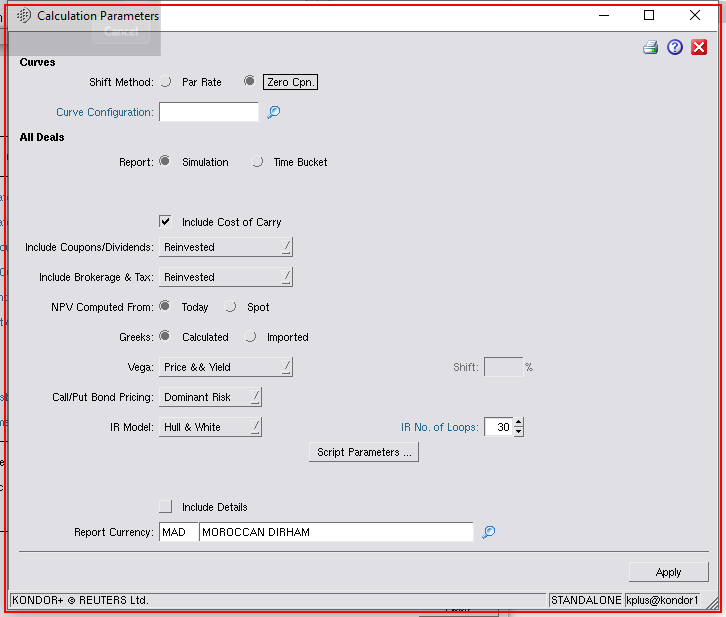 Calculation Parameters
Cancel
Curves
Shift Method: Par Rate Zero Cpn.
Curve Configuration:
All Deals
Report: Simulation Time Bucket
Include Cost of Carry
Include Coupons/Dividends: Reinvested
Include Brokerage & Tax: Reinvested
NPV Computed From: Today Spot
Greeks: Calculated Imported
Vega: Price && Yield Shift: %
Call/Put Bond Pricing: Dominant Risk
IR Model: Hull & White IR No. of Loops: 30
Script Parameters ...
Include Details
Report Currency: MAD MOROCCAN DIRHAM
Apply
KONDOR+ © REUTERS Ltd. STANDALONE kplus@kondor1